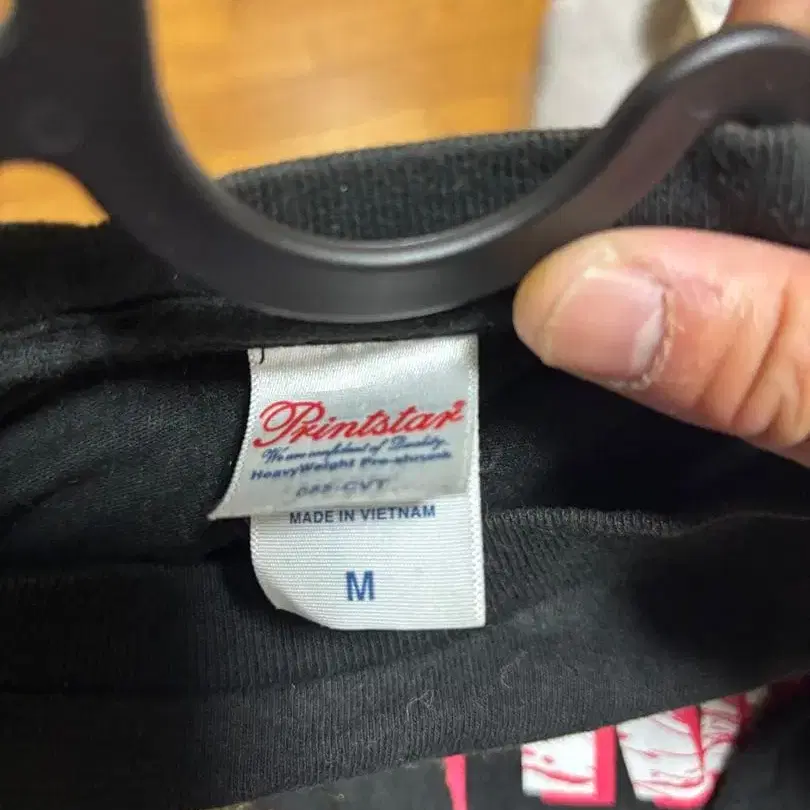 Printstar
We are confident of Quality.
HeavyWeight Pre-shrunk
085-CVT
MADE IN VIETNAM
M